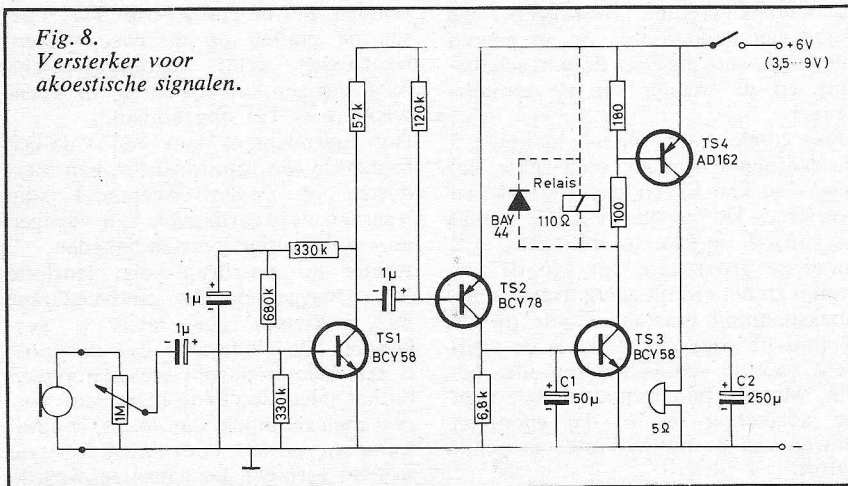 Fig. 8.
Versterker voor
akoestische signalen.
57k
120k
180
+6V
(3,5...9V)
TS4
AD162
Relais
BAY
44
110Ω
100
330k
1µ
680k
1µ
1µ
TS2
BCY78
TS1
BCY58
TS3
BCY58
1M
330k
6,8k
C1
50µ
5Ω
C2
250µ